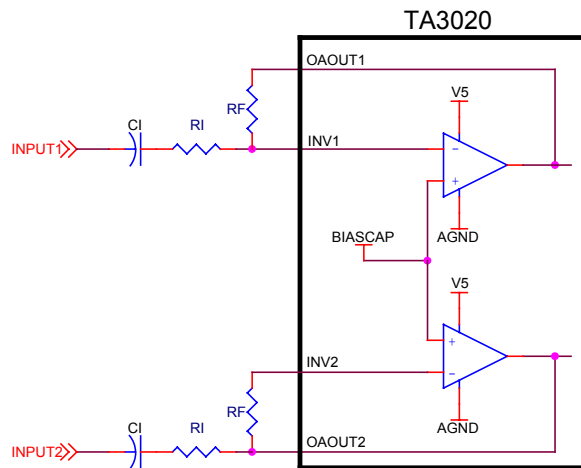 TA3020
OAOUT1
V5
CI
RI
RF
INPUT1
INV1
BIASCAP
AGND
V5
INV2
CI
RI
RF
INPUT2
OAOUT2
AGND